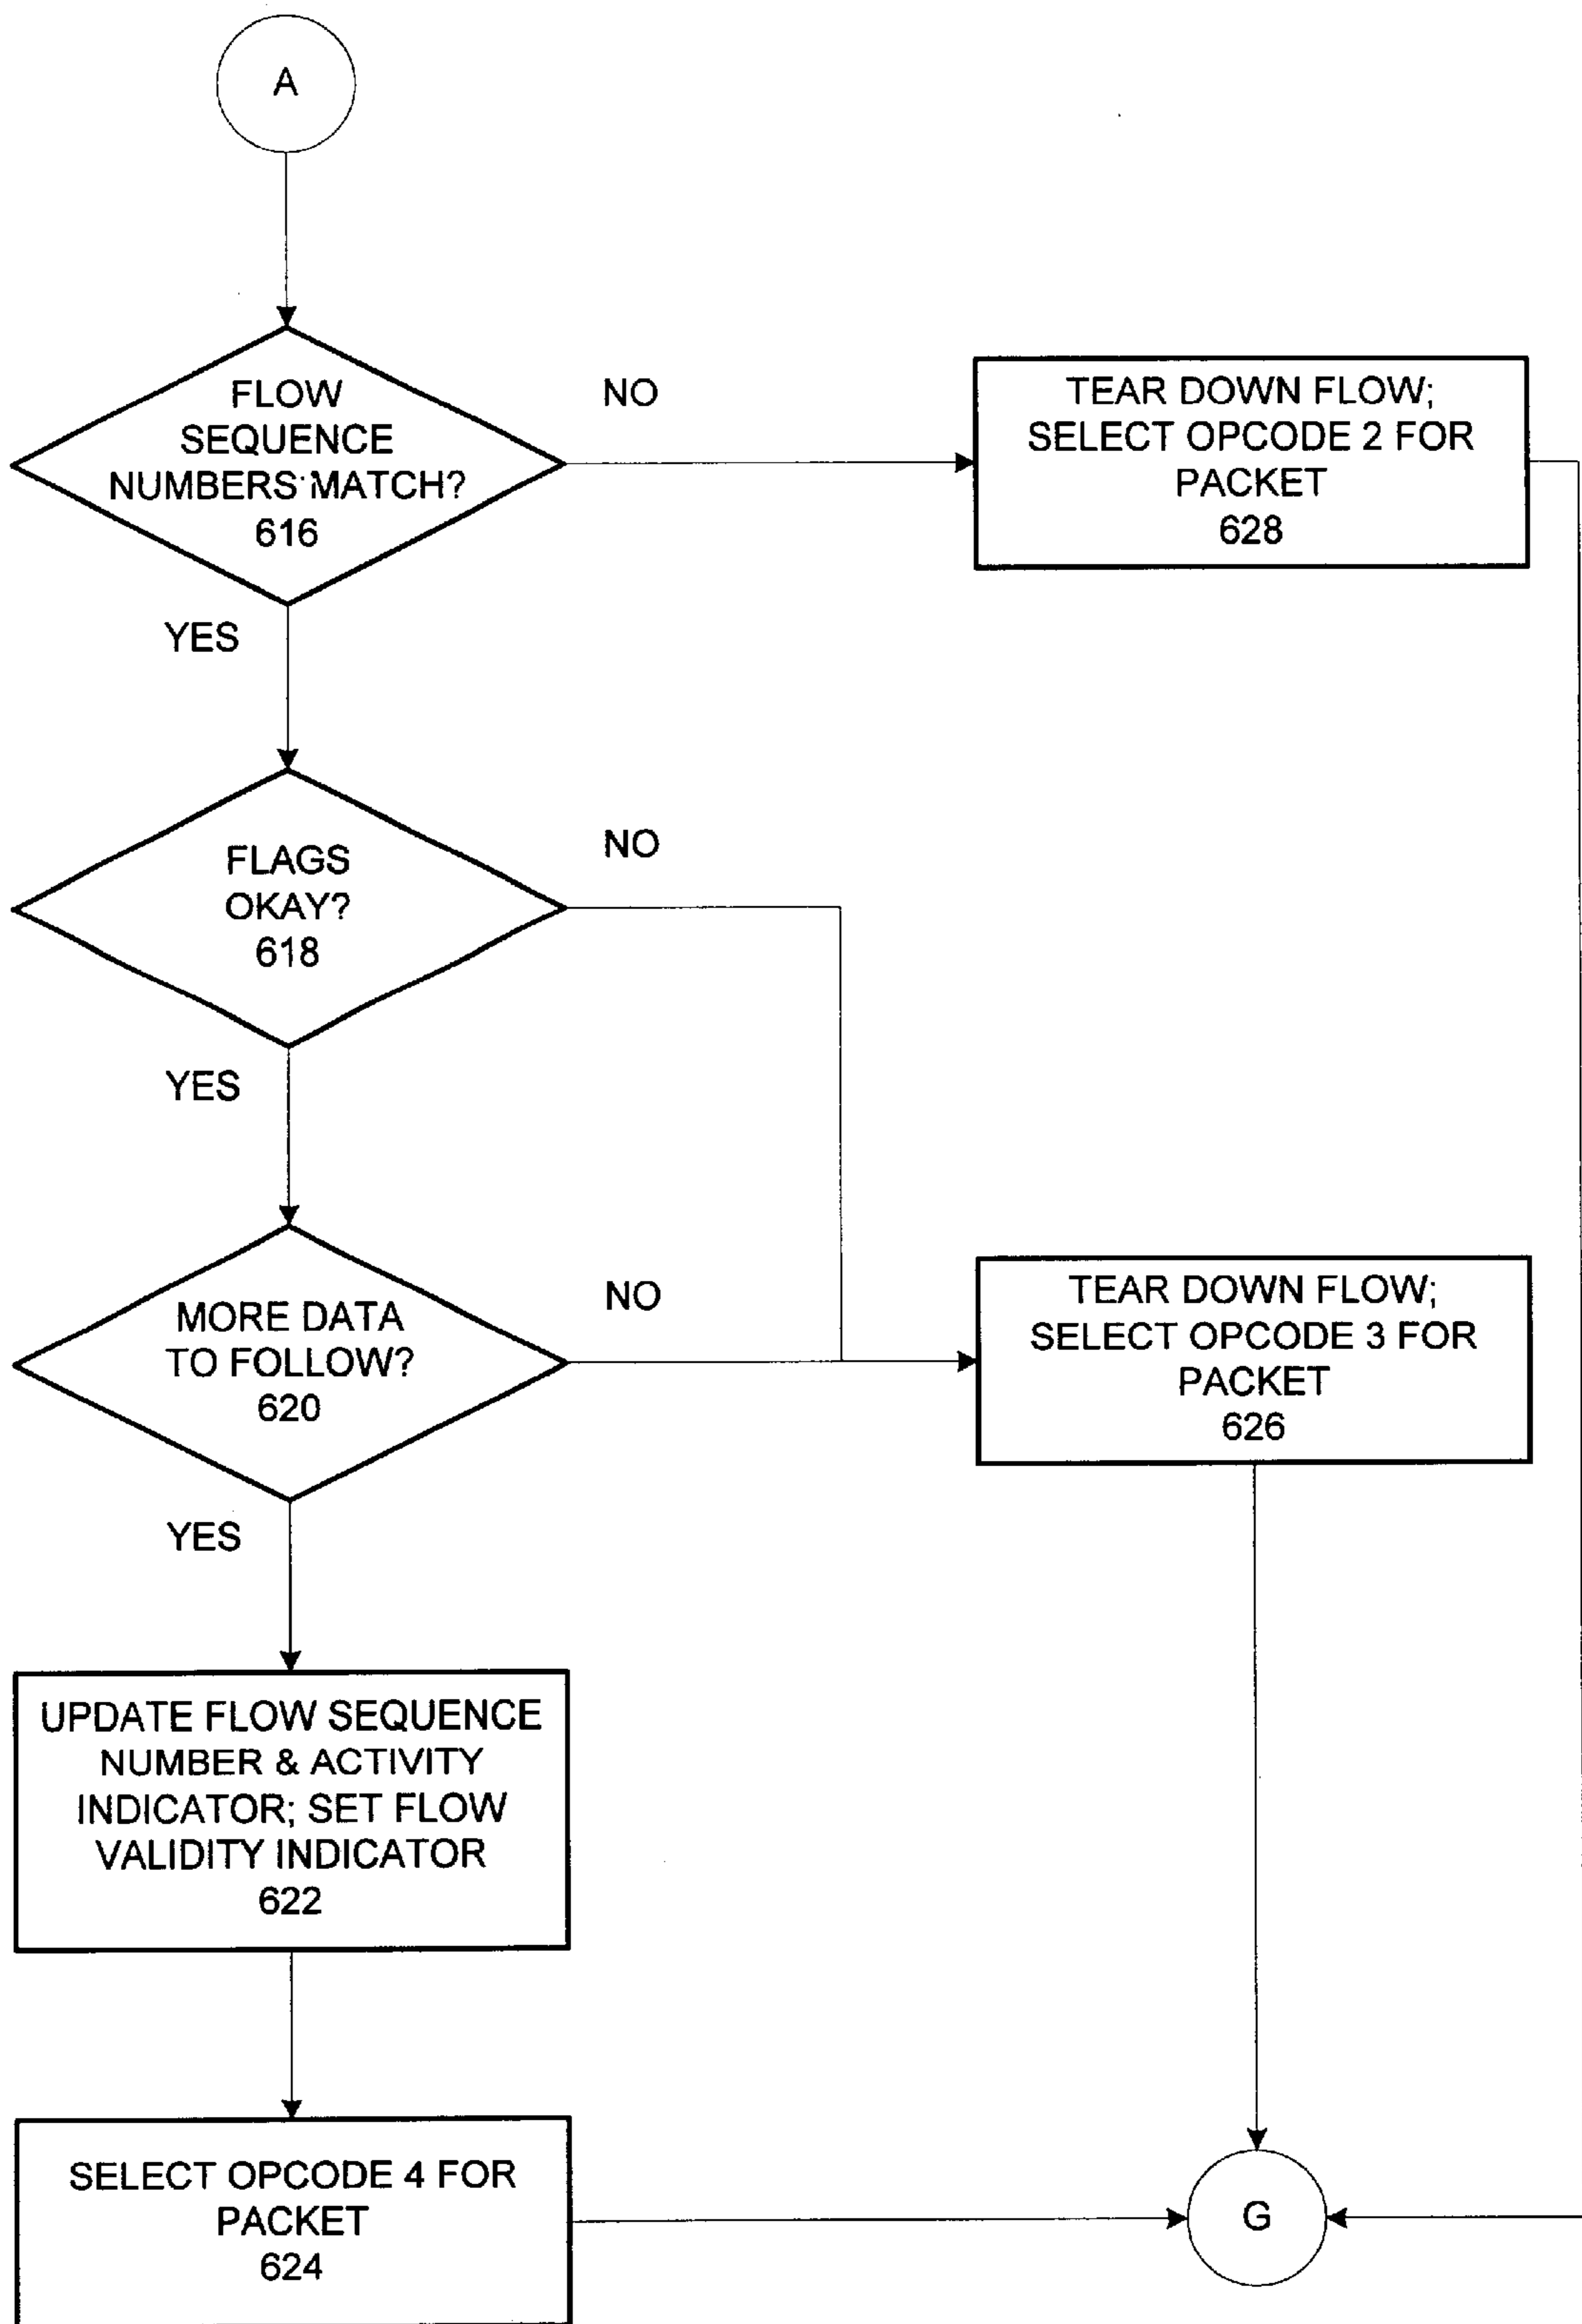 A
FLOW
SEQUENCE
NUMBERS MATCH?
616
NO
TEAR DOWN FLOW;
SELECT OPCODE 2 FOR
PACKET
628
YES
FLAGS
OKAY?
618
NO
YES
MORE DATA
TO FOLLOW?
620
NO
TEAR DOWN FLOW;
SELECT OPCODE 3 FOR
PACKET
626
YES
UPDATE FLOW SEQUENCE
NUMBER & ACTIVITY
INDICATOR; SET FLOW
VALIDITY INDICATOR
622
SELECT OPCODE 4 FOR
PACKET
624
G